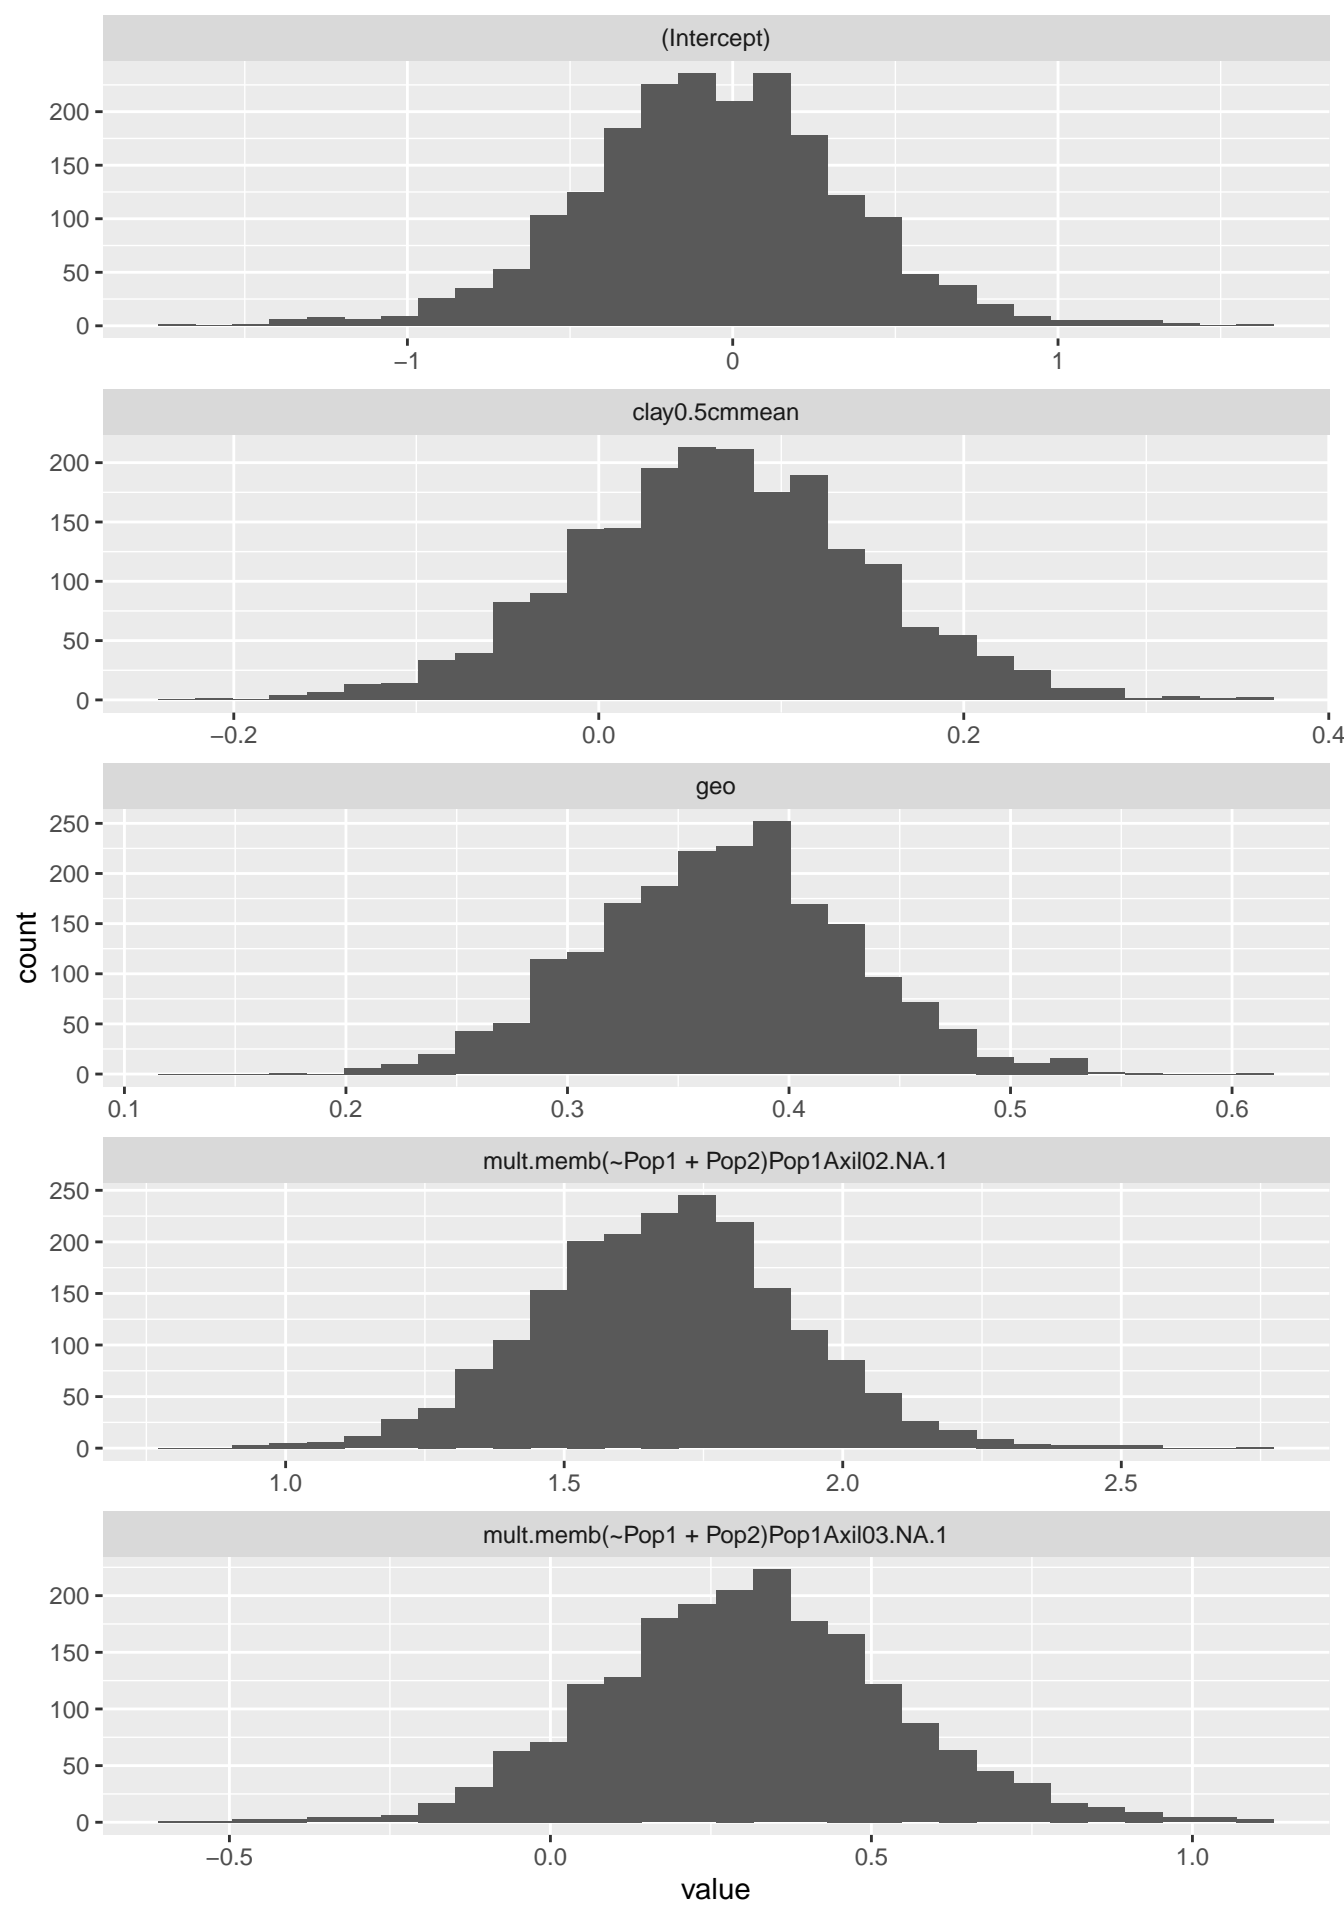 (Intercept)
200
150
100
50
0
−1 0 1
clay0.5cmmean
200
150
100
50
0
−0.2 0.0 0.2 0.4
geo
250
200
150
100
50
0
0.1 0.2 0.3 0.4 0.5 0.6
count
mult.memb(~Pop1 + Pop2)Pop1Axil02.NA.1
250
200
150
100
50
0
1.0 1.5 2.0 2.5
mult.memb(~Pop1 + Pop2)Pop1Axil03.NA.1
200
150
100
50
0
−0.5 0.0 0.5 1.0
value